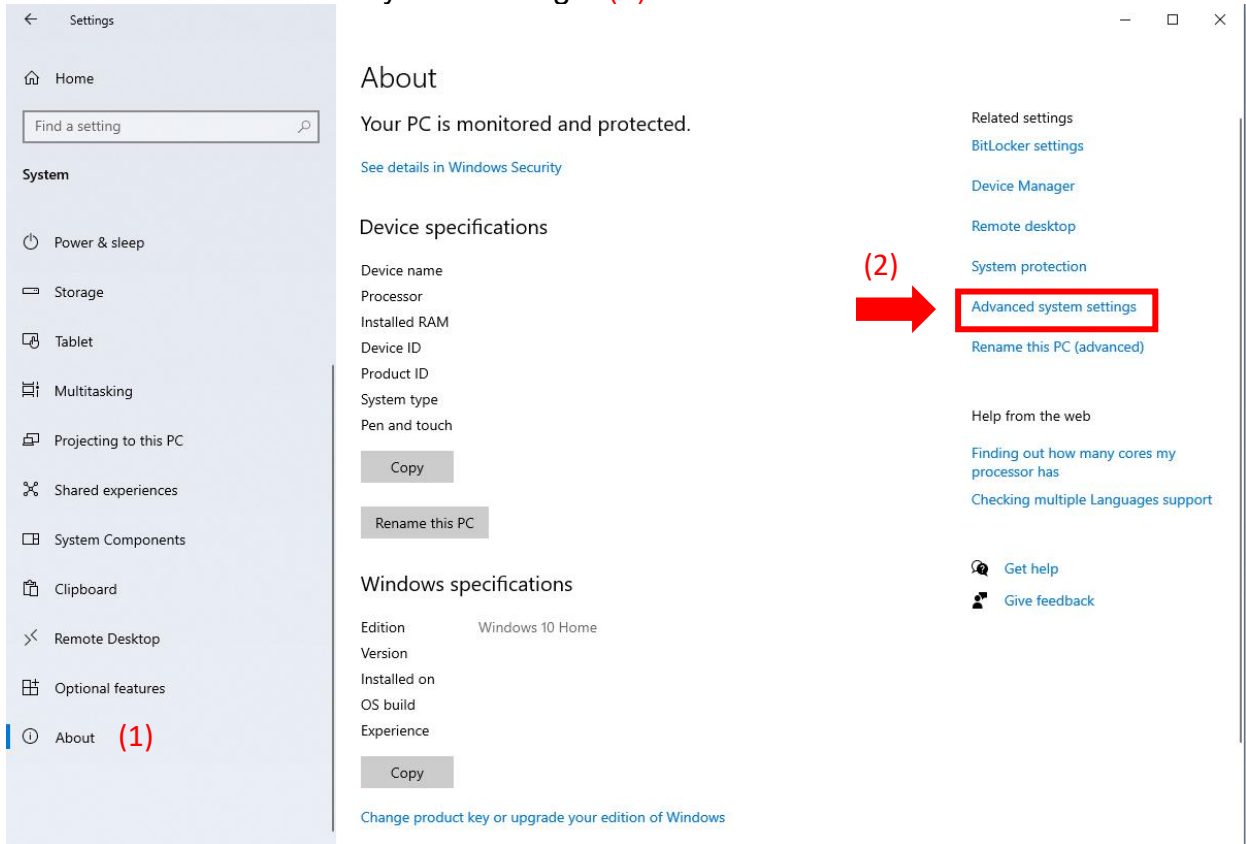 Settings
Home
Find a setting
System
Power & sleep
Storage
Tablet
Multitasking
Projecting to this PC
Shared experiences
System Components
Clipboard
Remote Desktop
Optional features
About (1)
About
Your PC is monitored and protected.
See details in Windows Security
Device specifications
Device name
Processor
Installed RAM
Device ID
Product ID
System type
Pen and touch
Copy
Rename this PC
Windows specifications
Edition Windows 10 Home
Version
Installed on
OS build
Experience
Copy
Change product key or upgrade your edition of Windows
Related settings
BitLocker settings
Device Manager
Remote desktop
System protection
(2)
Advanced system settings
Rename this PC (advanced)
Help from the web
Finding out how many cores my
processor has
Checking multiple Languages support
Get help
Give feedback